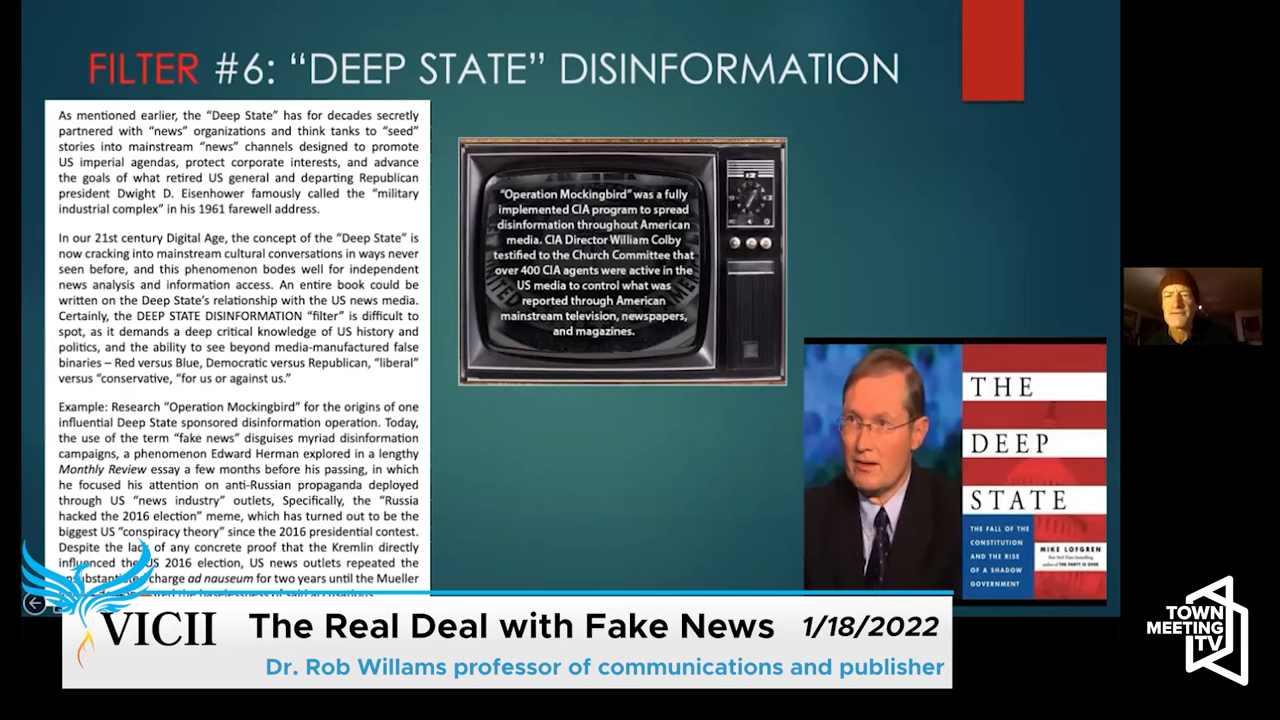 FILTER #6: “DEEP STATE” DISINFORMATION
As mentioned earlier, the “Deep State” has for decades secretly
partnered with “news” organizations and think tanks to “seed”
stories into mainstream “news” channels designed to promote
US imperial agendas, protect corporate interests, and advance
the goals of what retired US general and departing Republican
president Dwight D. Eisenhower famously called the “military
industrial complex” in his 1961 farewell address.
In our 21st century Digital Age, the concept of the “Deep State” is
now cracking into mainstream cultural conversations in ways never
seen before, and this phenomenon bodes well for independent
news analysis and information access. An entire book could be
written on the Deep State’s relationship with the US news media.
Certainly, the DEEP STATE DISINFORMATION “filter” is difficult to
spot, as it demands a deep critical knowledge of US history and
politics, and the ability to see beyond media-manufactured false
binaries – Red versus Blue, Democratic versus Republican, “liberal”
versus “conservative, “for us or against us.”
Example: Research “Operation Mockingbird” for the origins of one
influential Deep State sponsored disinformation operation. Today,
the use of the term “fake news” disguises myriad disinformation
campaigns, a phenomenon Edward Herman explored in a lengthy
Monthly Review essay a few months before his passing, in which
he focused his attention on anti-Russian propaganda deployed
through US “news industry” outlets, Specifically, the “Russia
hacked the 2016 election” meme, which has turned out to be the
biggest US “conspiracy theory” since the 2016 presidential contest.
Despite the lack of any concrete proof that the Kremlin directly
influenced the US 2016 election, US news outlets repeated the
charge ad nauseum for two years until the Mueller
“Operation Mockingbird” was a fully
implemented CIA program to spread
disinformation throughout American
media. CIA Director William Colby
testified to the Church Committee that
over 400 CIA agents were active in the
US media to control what was
reported through American
mainstream television, newspapers,
and magazines.
THE
DEEP
STATE
THE FALL OF THE
CONSTITUTION
AND THE RISE
OF A SHADOW
GOVERNMENT
MIKE LOFGREN
VICII
The Real Deal with Fake News 1/18/2022
Dr. Rob Willams professor of communications and publisher
TOWN
MEETING
TV